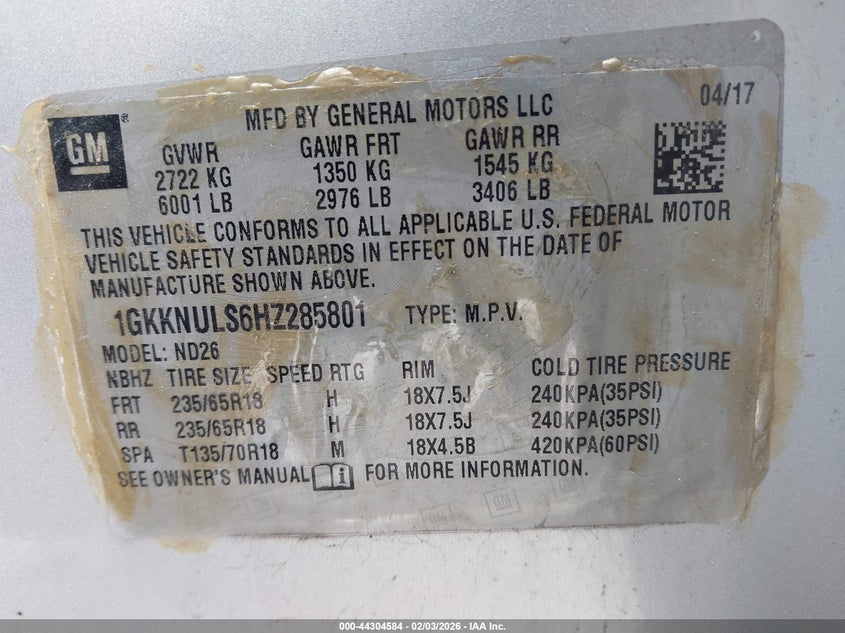 MFD BY GENERAL MOTORS LLC
04/17
GM®
GVWR GAWR FRT GAWR RR
2722 KG 1350 KG 1545 KG
6001 LB 2976 LB 3406 LB
THIS VEHICLE CONFORMS TO ALL APPLICABLE U.S. FEDERAL MOTOR
VEHICLE SAFETY STANDARDS IN EFFECT ON THE DATE OF
MANUFACTURE SHOWN ABOVE.
1GKKNULS6HZ285801 TYPE: M.P.V.
MODEL: ND26
NBHZ TIRE SIZE SPEED RTG RIM COLD TIRE PRESSURE
FRT 235/65R18 H 18X7.5J 240KPA(35PSI)
RR 235/65R18 H 18X7.5J 240KPA(35PSI)
SPA T135/70R18 M 18X4.5B 420KPA(60PSI)
SEE OWNER'S MANUAL i FOR MORE INFORMATION.
GM GM GM
000-44304584 - 02/03/2026 - IAA Inc.